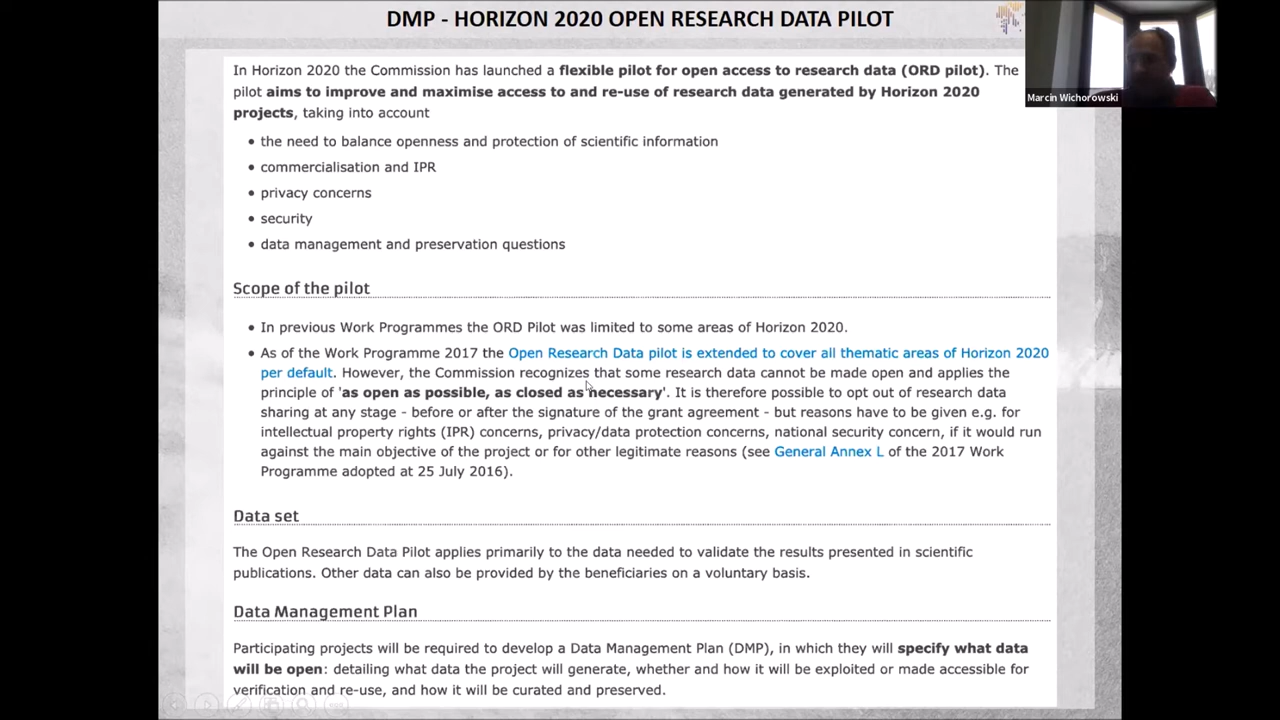 DMP - HORIZON 2020 OPEN RESEARCH DATA PILOT
Marcin Wichorowski
In Horizon 2020 the Commission has launched a flexible pilot for open access to research data (ORD pilot). The
pilot aims to improve and maximise access to and re-use of research data generated by Horizon 2020
projects, taking into account
• the need to balance openness and protection of scientific information
• commercialisation and IPR
• privacy concerns
• security
• data management and preservation questions
Scope of the pilot
• In previous Work Programmes the ORD Pilot was limited to some areas of Horizon 2020.
• As of the Work Programme 2017 the Open Research Data pilot is extended to cover all thematic areas of Horizon 2020
per default. However, the Commission recognizes that some research data cannot be made open and applies the
principle of 'as open as possible, as closed as necessary'. It is therefore possible to opt out of research data
sharing at any stage - before or after the signature of the grant agreement - but reasons have to be given e.g. for
intellectual property rights (IPR) concerns, privacy/data protection concerns, national security concern, if it would run
against the main objective of the project or for other legitimate reasons (see General Annex L of the 2017 Work
Programme adopted at 25 July 2016).
Data set
The Open Research Data Pilot applies primarily to the data needed to validate the results presented in scientific
publications. Other data can also be provided by the beneficiaries on a voluntary basis.
Data Management Plan
Participating projects will be required to develop a Data Management Plan (DMP), in which they will specify what data
will be open: detailing what data the project will generate, whether and how it will be exploited or made accessible for
verification and re-use, and how it will be curated and preserved.